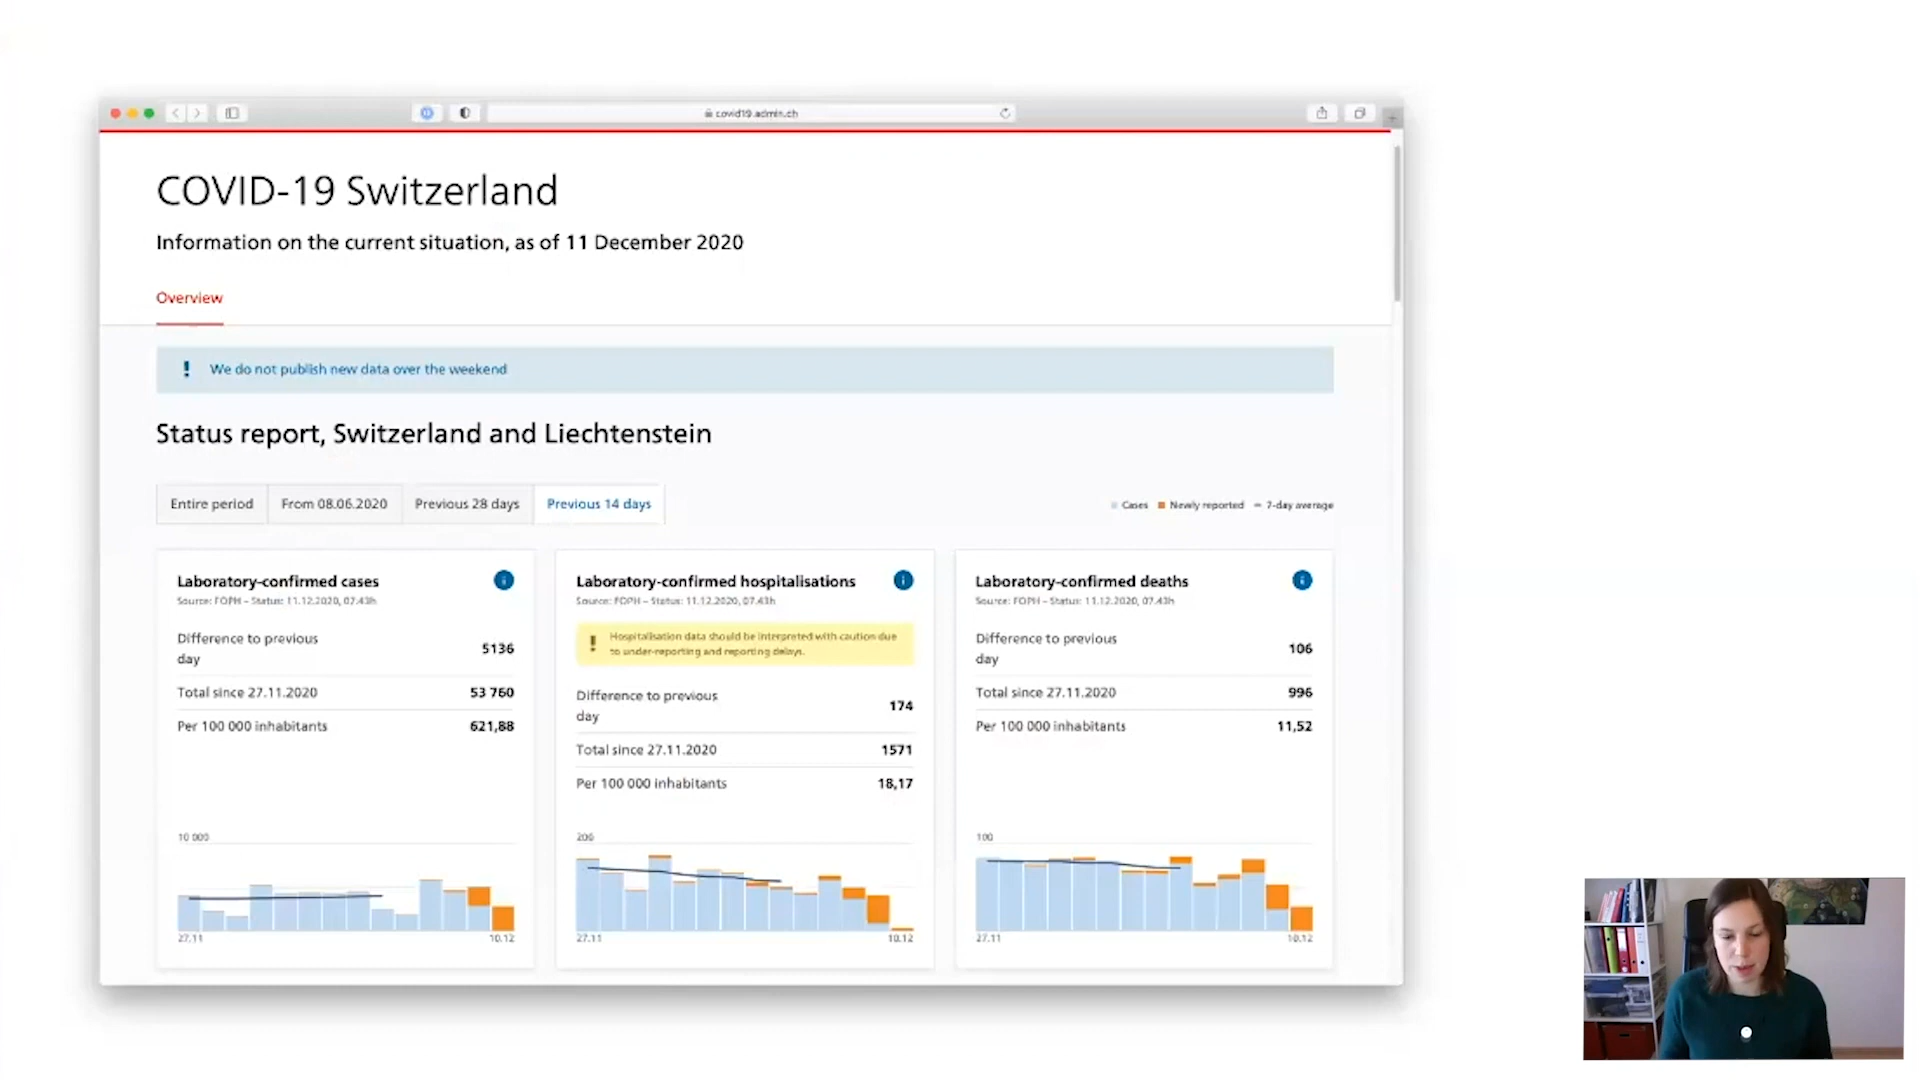 covid19.admin.ch
COVID-19 Switzerland
Information on the current situation, as of 11 December 2020
Overview
! We do not publish new data over the weekend
Status report, Switzerland and Liechtenstein
Entire period From 08.06.2020 Previous 28 days Previous 14 days
Cases Newly reported 7-day average
Laboratory-confirmed cases
Source: FOPH – Status: 11.12.2020, 07.43h
Difference to previous
day
5136
Total since 27.11.2020 53 760
Per 100 000 inhabitants 621,88
10 000
27.11 10.12
Laboratory-confirmed hospitalisations
Source: FOPH – Status: 11.12.2020, 07.43h
! Hospitalisation data should be interpreted with caution due
to under-reporting and reporting delays.
Difference to previous
day
174
Total since 27.11.2020 1571
Per 100 000 inhabitants 18,17
200
27.11 10.12
Laboratory-confirmed deaths
Source: FOPH – Status: 11.12.2020, 07.43h
Difference to previous
day
106
Total since 27.11.2020 996
Per 100 000 inhabitants 11,52
100
27.11 10.12